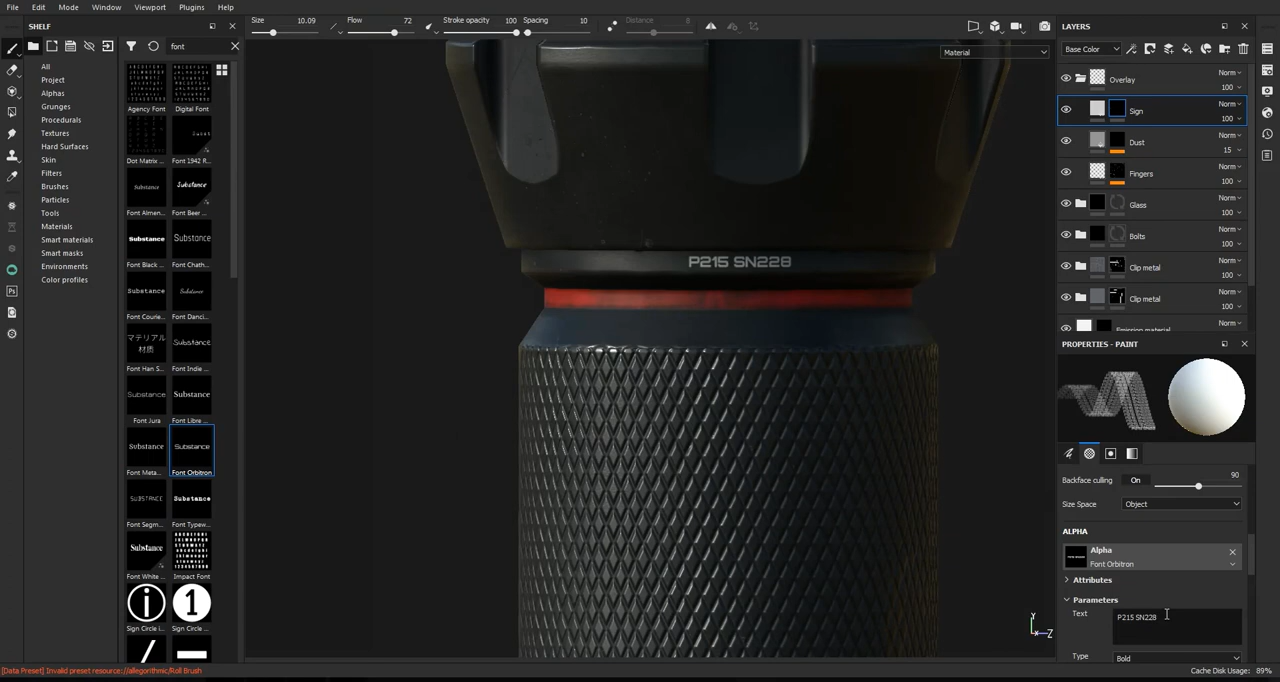 File Edit Mode Window Viewport Plugins Help
SHELF
Size 10.09 Flow 72 Stroke opacity 100 Spacing 10 Distance 8
LAYERS
font
Material
Base Color
All
Project
Alphas
Grunges
Procedurals
Textures
Hard Surfaces
Skin
Filters
Brushes
Particles
Tools
Materials
Smart materials
Smart masks
Environments
Color profiles
Agency Font Digital Font
Dot Matrix ... Font 1942 R...
Substance Substance
Font Almen... Font Beer ...
Substance Substance
Font Black ... Font Chath...
Substance Substance
Font Courie... Font Danci...
マテリアル
材质 Substance
Font Han S... Font Indie ...
Substance Substance
Font Jura Font Libre ...
Substance Substance
Font Meta... Font Orbitron
SUBSTANCE Substance
Font Segm... Font Typew...
Substance
Font White ... Impact Font
i 1
Sign Circle i... Sign Circle ...
P215 SN228
Y
Z
Overlay Norm 100
Sign Norm 100
Dust Norm 15
Fingers Norm 100
Glass Norm 100
Bolts Norm 100
Clip metal Norm 100
Clip metal Norm 100
Emission material Norm
PROPERTIES - PAINT
Backface culling On 90
Size Space Object
ALPHA
Alpha
Font Orbitron
Attributes
Parameters
Text P215 SN228
Type Bold
[Data Preset] Invalid preset resource://allegorithmic/Roll Brush
Cache Disk Usage: 89%